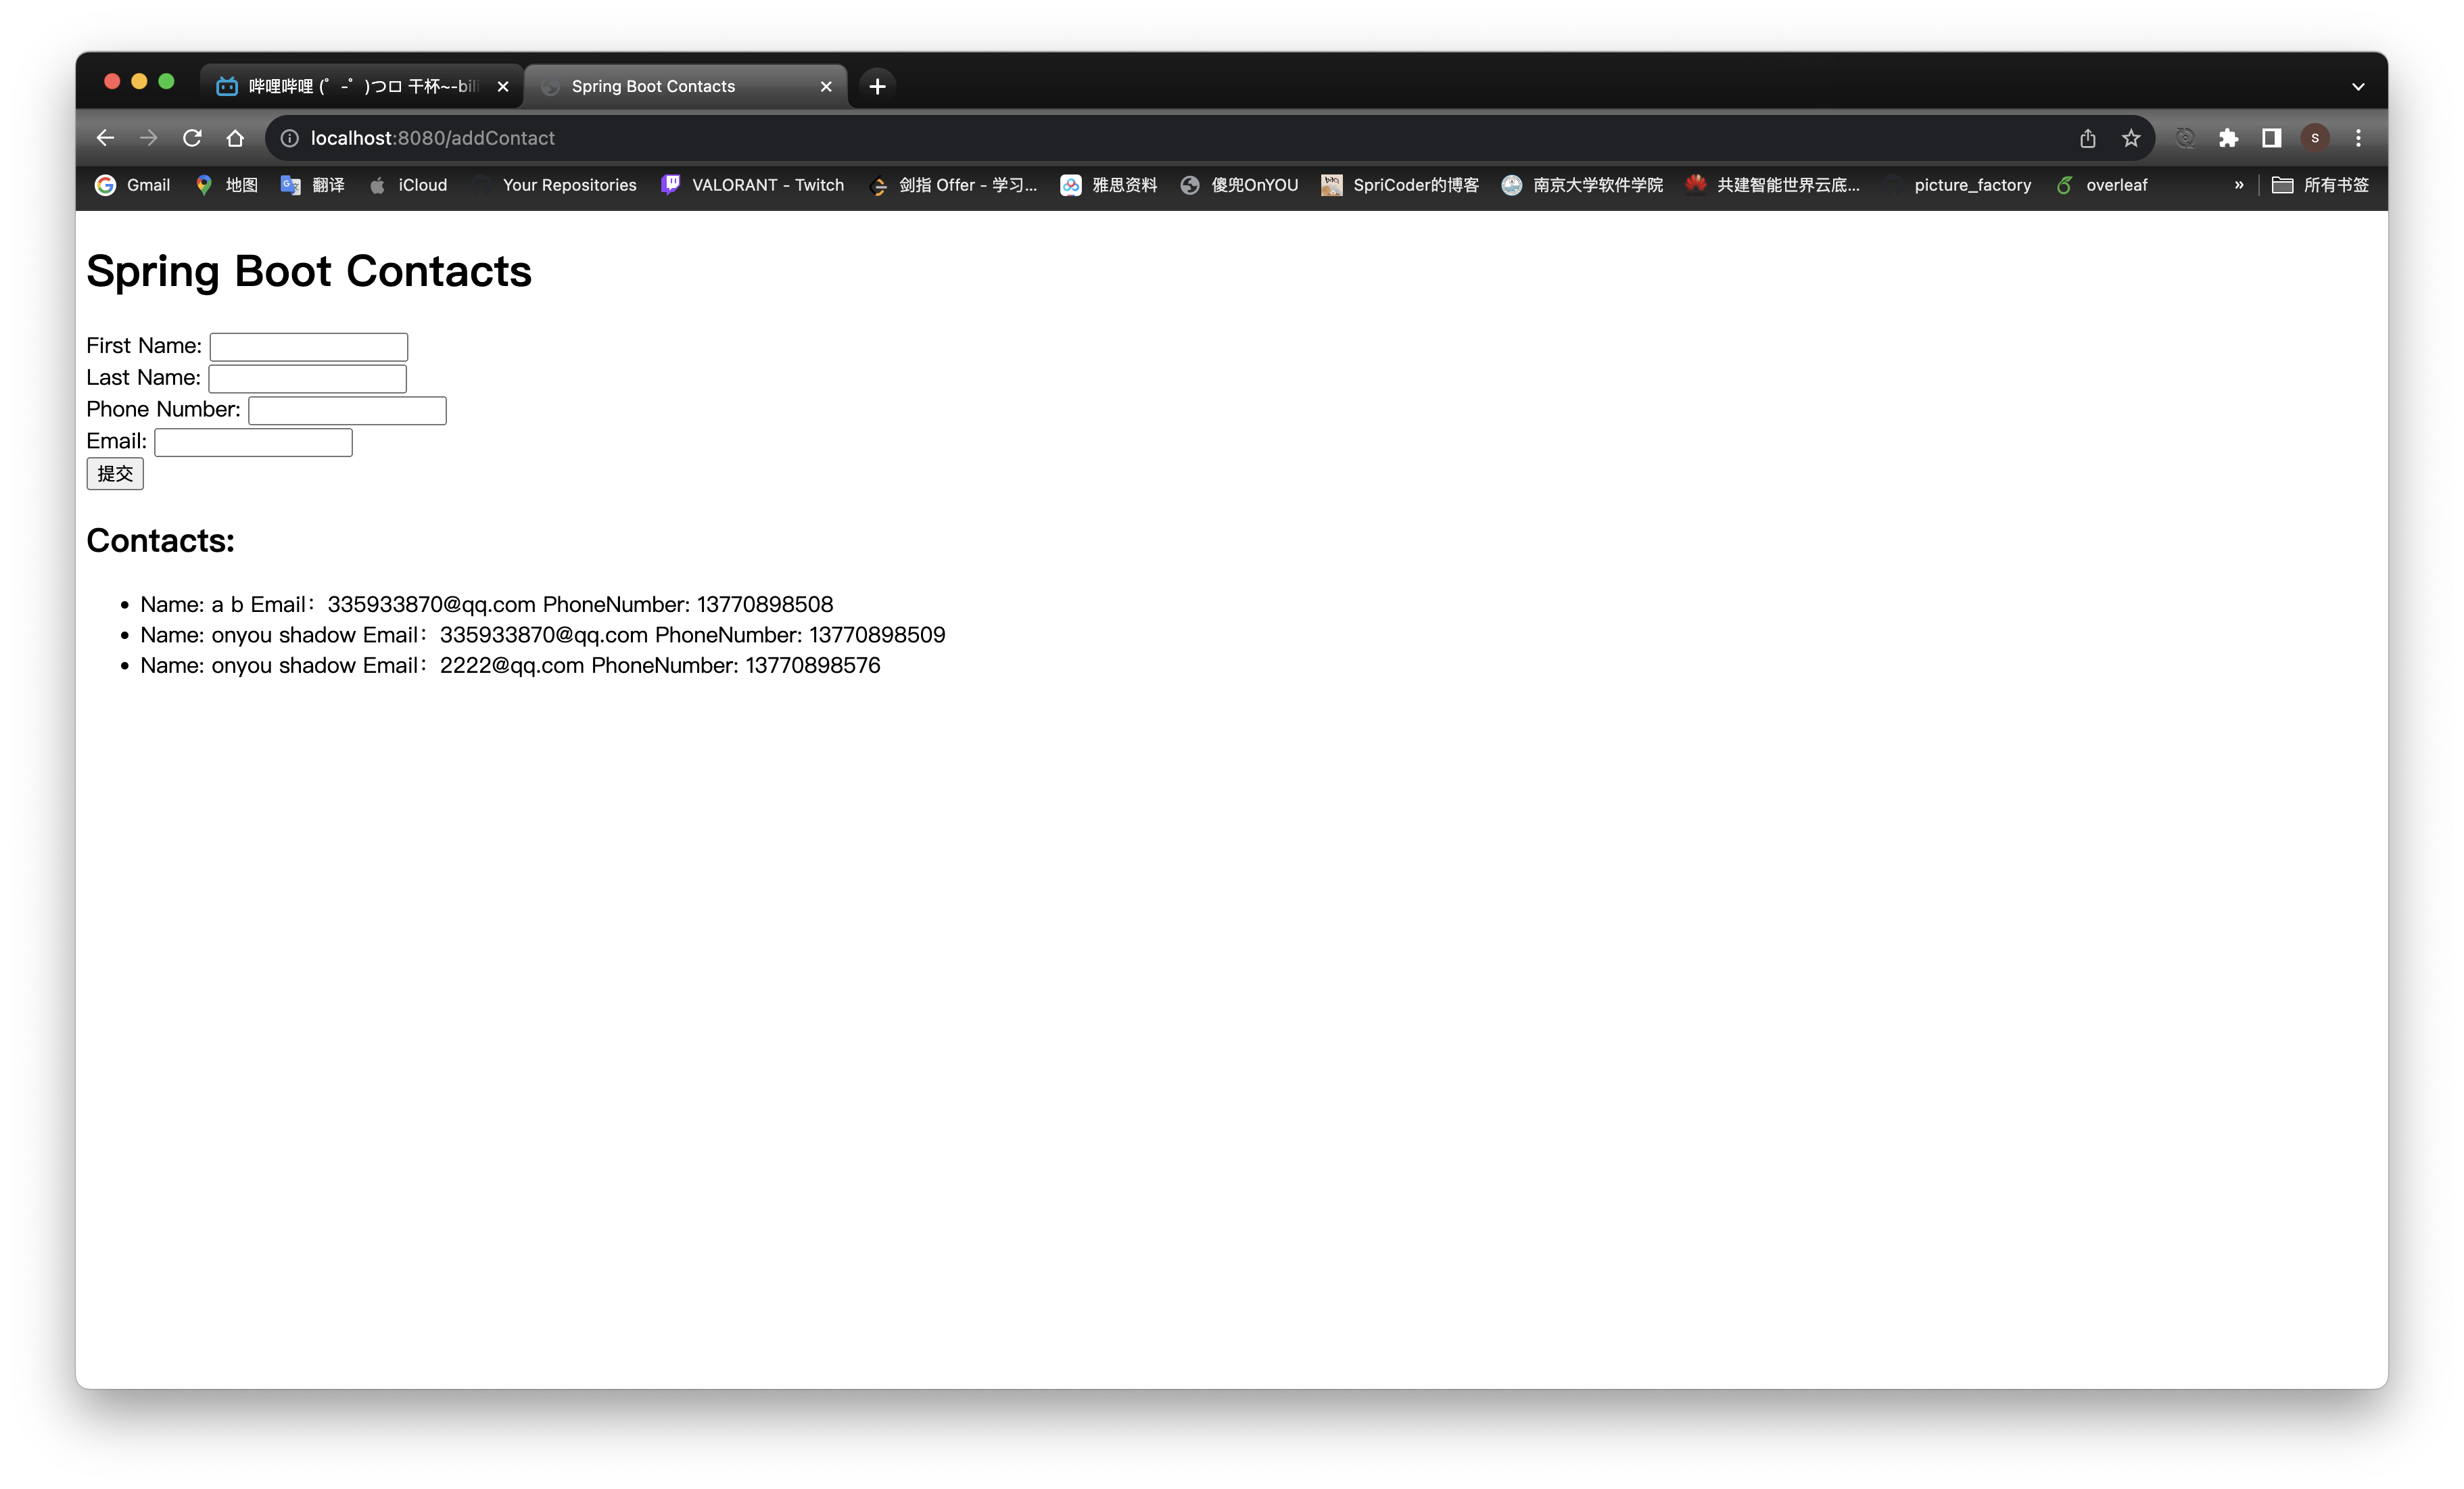 哔哩哔哩 (゜-゜)つロ 干杯~-bili
Spring Boot Contacts
localhost:8080/addContact
S
Gmail 地图 翻译 iCloud Your Repositories VALORANT - Twitch 剑指 Offer - 学习... 雅思资料 傻兜OnYOU SpriCoder的博客 南京大学软件学院 共建智能世界云底... picture_factory overleaf » 所有书签
Spring Boot Contacts
First Name:
Last Name:
Phone Number:
Email:
提交
Contacts:
• Name: a b Email：335933870@qq.com PhoneNumber: 13770898508
• Name: onyou shadow Email：335933870@qq.com PhoneNumber: 13770898509
• Name: onyou shadow Email：2222@qq.com PhoneNumber: 13770898576